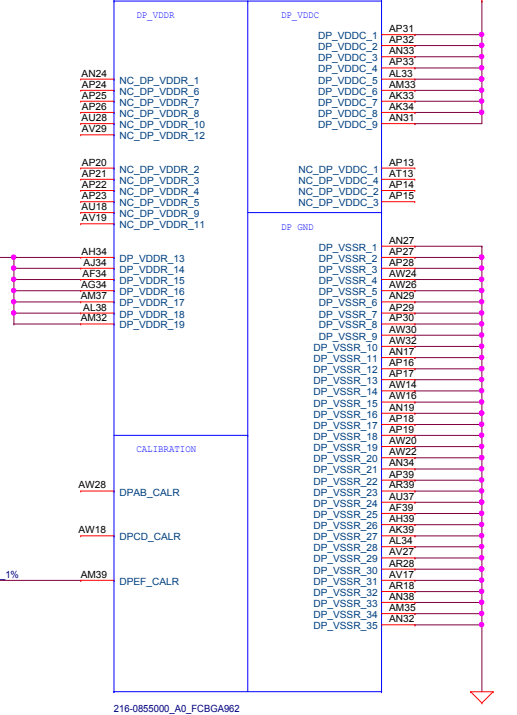 DP_VDDR
DP_VDDC
AN24 NC_DP_VDDR_1
AP24 NC_DP_VDDR_6
AP25 NC_DP_VDDR_7
AP26 NC_DP_VDDR_8
AU28 NC_DP_VDDR_10
AV29 NC_DP_VDDR_12
AP20 NC_DP_VDDR_2
AP21 NC_DP_VDDR_3
AP22 NC_DP_VDDR_4
AP23 NC_DP_VDDR_5
AU18 NC_DP_VDDR_9
AV19 NC_DP_VDDR_11
AH34 DP_VDDR_13
AJ34 DP_VDDR_14
AF34 DP_VDDR_15
AG34 DP_VDDR_16
AM37 DP_VDDR_17
AL38 DP_VDDR_18
AM32 DP_VDDR_19
DP_VDDC_1 AP31
DP_VDDC_2 AP32
DP_VDDC_3 AN33
DP_VDDC_4 AP33
DP_VDDC_5 AL33
DP_VDDC_6 AM33
DP_VDDC_7 AK33
DP_VDDC_8 AK34
DP_VDDC_9 AN31
NC_DP_VDDC_1 AP13
NC_DP_VDDC_4 AT13
NC_DP_VDDC_2 AP14
NC_DP_VDDC_3 AP15
DP GND
DP_VSSR_1 AN27
DP_VSSR_2 AP27
DP_VSSR_3 AP28
DP_VSSR_4 AW24
DP_VSSR_5 AW26
DP_VSSR_6 AN29
DP_VSSR_7 AP29
DP_VSSR_8 AP30
DP_VSSR_9 AW30
DP_VSSR_10 AW32
DP_VSSR_11 AN17
DP_VSSR_12 AP16
DP_VSSR_13 AP17
DP_VSSR_14 AW14
DP_VSSR_15 AW16
DP_VSSR_16 AN19
DP_VSSR_17 AP18
DP_VSSR_18 AP19
DP_VSSR_19 AW20
DP_VSSR_20 AW22
DP_VSSR_21 AN34
DP_VSSR_22 AP39
DP_VSSR_23 AR39
DP_VSSR_24 AU37
DP_VSSR_25 AF39
DP_VSSR_26 AH39
DP_VSSR_27 AK39
DP_VSSR_28 AL34
DP_VSSR_29 AV27
DP_VSSR_30 AR28
DP_VSSR_31 AV17
DP_VSSR_32 AR18
DP_VSSR_33 AN38
DP_VSSR_34 AM35
DP_VSSR_35 AN32
CALIBRATION
AW28 DPAB_CALR
AW18 DPCD_CALR
_1% AM39 DPEF_CALR
216-0855000_A0_FCBGA962